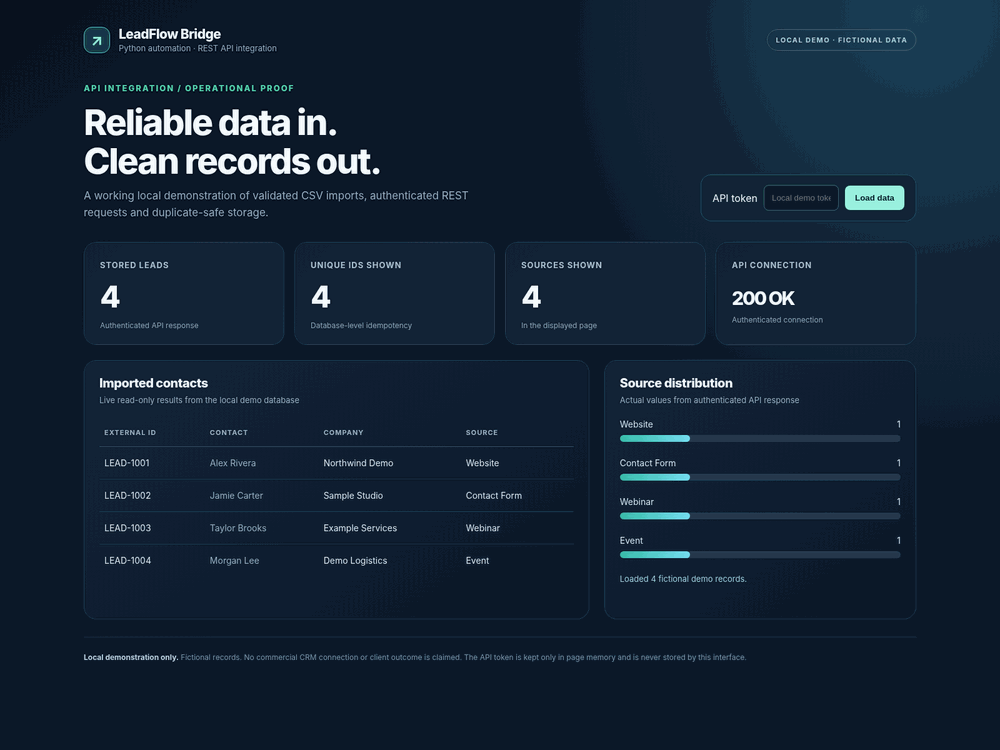 LeadFlow Bridge
Python automation · REST API integration
LOCAL DEMO · FICTIONAL DATA
API INTEGRATION / OPERATIONAL PROOF
Reliable data in.
Clean records out.
A working local demonstration of validated CSV imports, authenticated REST
requests and duplicate-safe storage.
API token
Local demo
Load data
STORED LEADS
4
Authenticated API response
UNIQUE IDS SHOWN
4
Database-level idempotency
SOURCES SHOWN
4
In the displayed page
API CONNECTION
200 OK
Authenticated connection
Imported contacts
Live read-only results from the local demo database
EXTERNAL ID CONTACT COMPANY SOURCE
LEAD-1001 Alex Rivera Northwind Demo Website
LEAD-1002 Jamie Carter Sample Studio Contact Form
LEAD-1003 Taylor Brooks Example Services Webinar
LEAD-1004 Morgan Lee Demo Logistics Event
Source distribution
Actual values from authenticated API response
Website 1
Contact Form 1
Webinar 1
Event 1
Loaded 4 fictional demo records.
Local demonstration only. Fictional records. No commercial CRM connection or client outcome is claimed. The API token is kept only in page memory and is never stored by this interface.